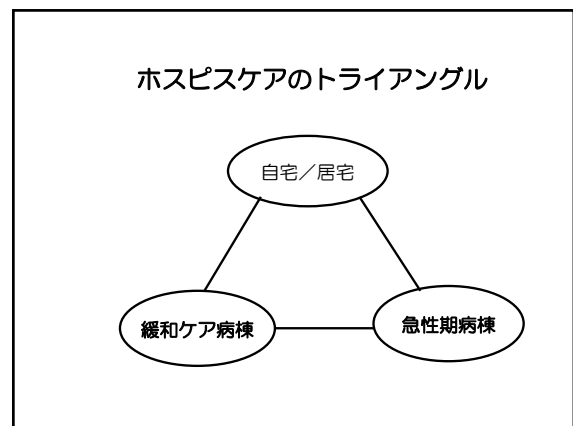 ホスピスケアのトライアングル
自宅／居宅
緩和ケア病棟
急性期病棟